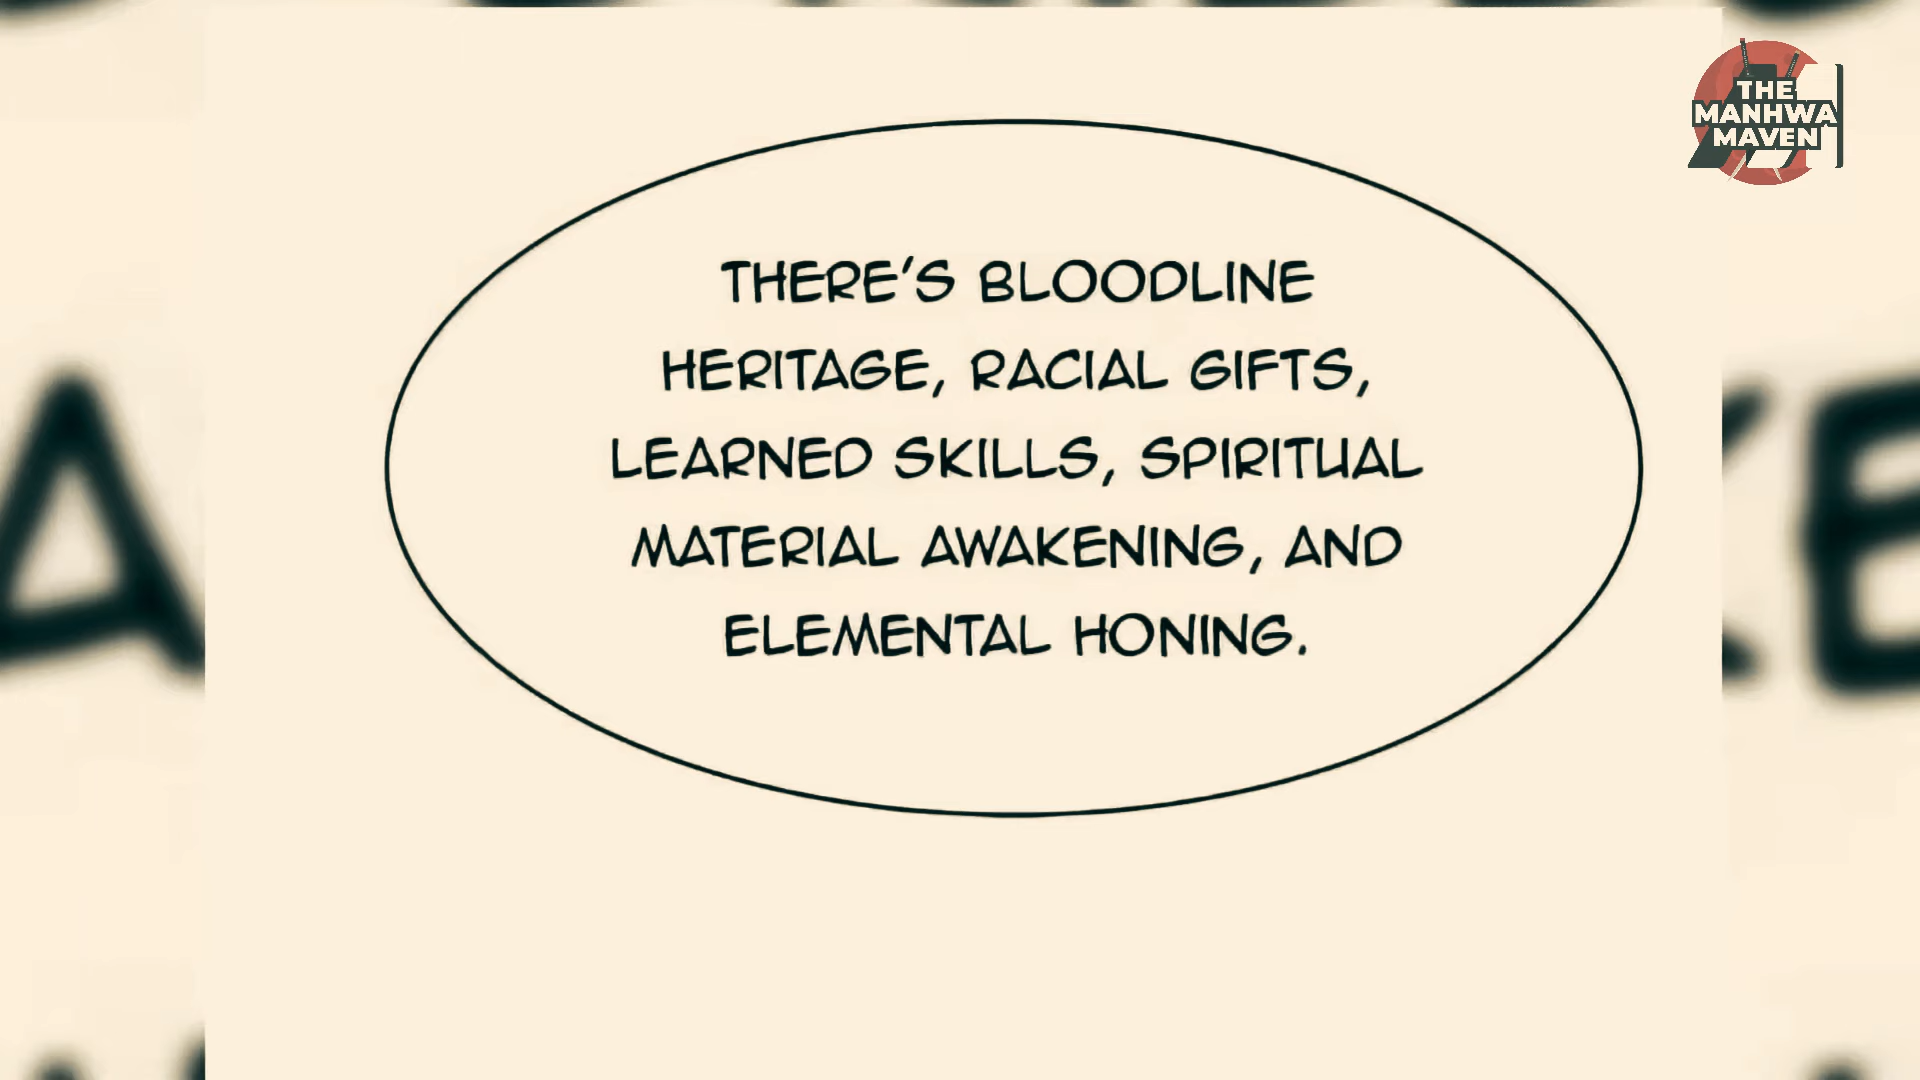 THE
MANHWA
MAVEN
THERE'S BLOODLINE
HERITAGE, RACIAL GIFTS,
LEARNED SKILLS, SPIRITUAL
MATERIAL AWAKENING, AND
ELEMENTAL HONING.